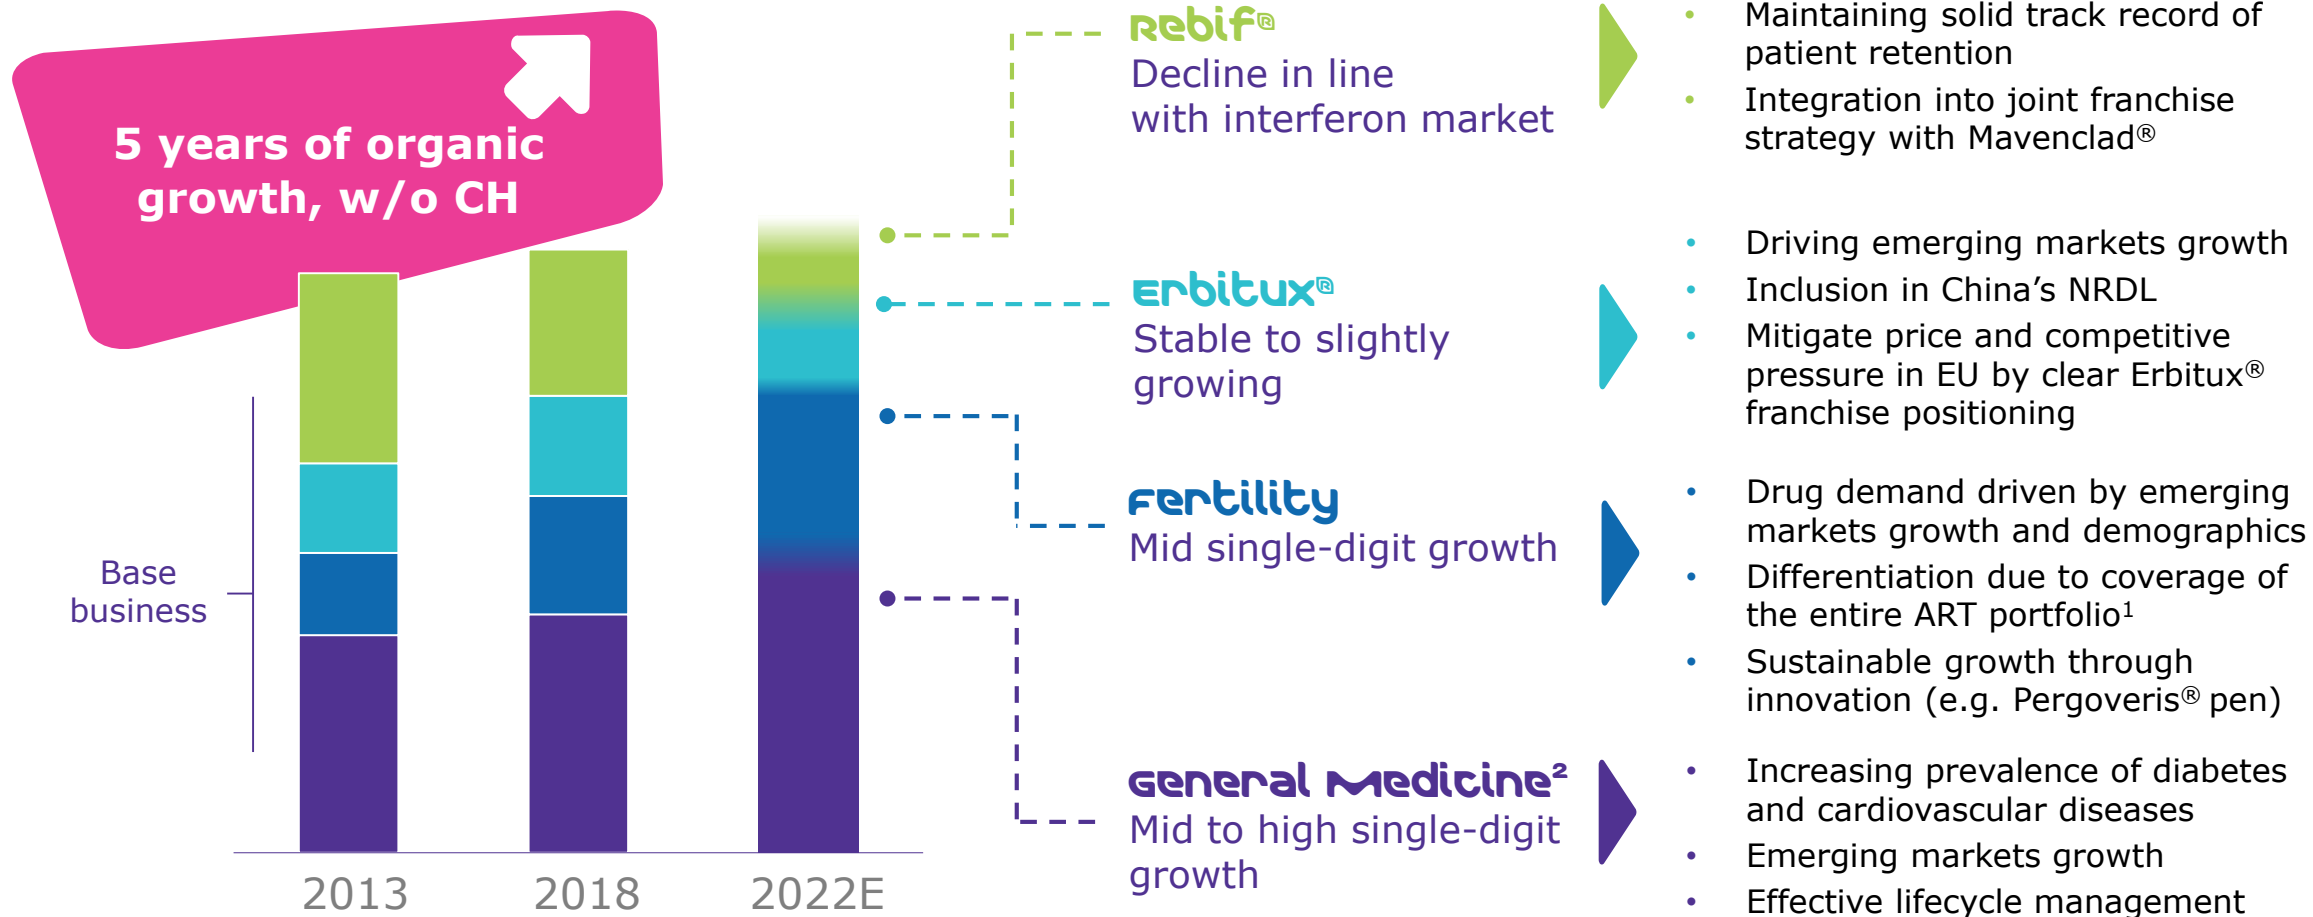 5 years of organic
growth, w/o CH
Base
business
2013
2018
2022E
Rebif®
Decline in line
with interferon market
• Maintaining solid track record of
patient retention
• Integration into joint franchise
strategy with Mavenclad®
Erbitux®
Stable to slightly
growing
• Driving emerging markets growth
• Inclusion in China’s NRDL
• Mitigate price and competitive
pressure in EU by clear Erbitux®
franchise positioning
Fertility
Mid single-digit growth
• Drug demand driven by emerging
markets growth and demographics
• Differentiation due to coverage of
the entire ART portfolio¹
• Sustainable growth through
innovation (e.g. Pergoveris® pen)
General Medicine²
Mid to high single-digit
growth
• Increasing prevalence of diabetes
and cardiovascular diseases
• Emerging markets growth
• Effective lifecycle management